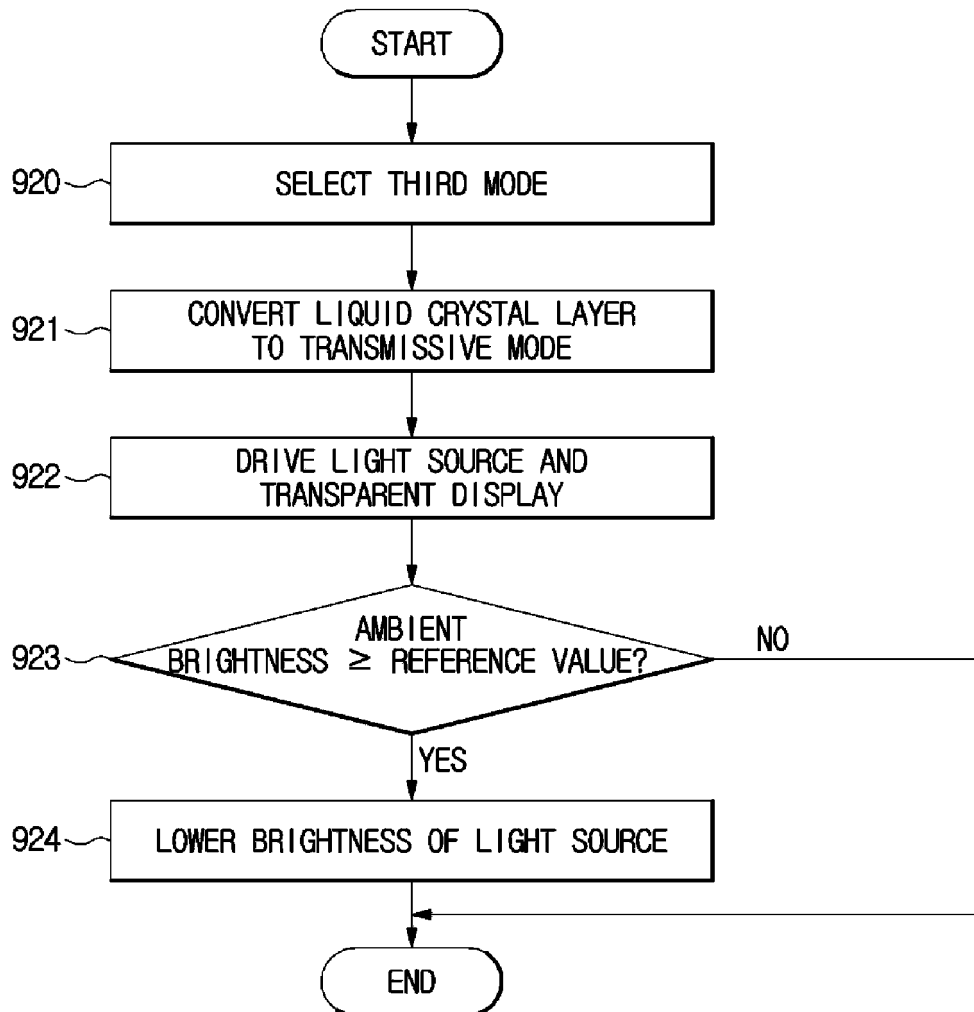 START
920
SELECT THIRD MODE
921
CONVERT LIQUID CRYSTAL LAYER
TO TRANSMISSIVE MODE
922
DRIVE LIGHT SOURCE AND
TRANSPARENT DISPLAY
923
AMBIENT
BRIGHTNESS ≥ REFERENCE VALUE?
NO
YES
924
LOWER BRIGHTNESS OF LIGHT SOURCE
END